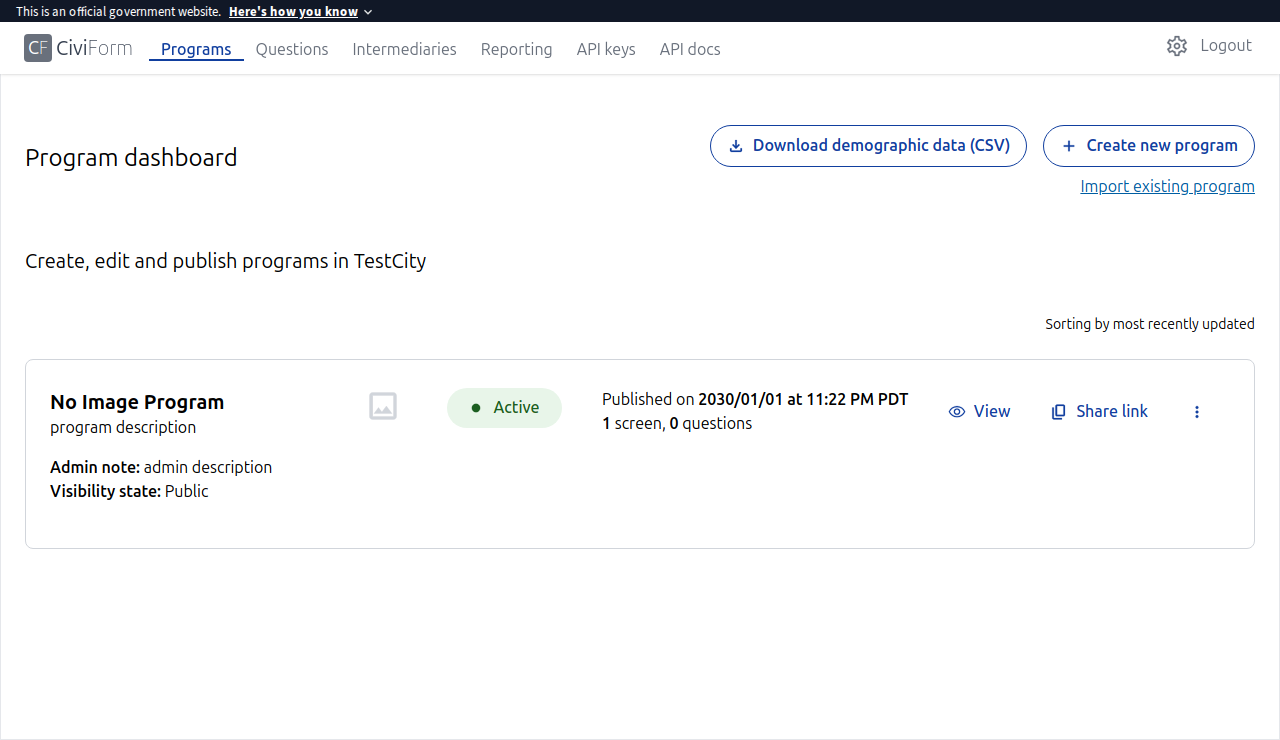 This is an official government website. Here's how you know
CF CiviForm Programs Questions Intermediaries Reporting API keys API docs Logout
Program dashboard
Download demographic data (CSV)
Create new program
Import existing program
Create, edit and publish programs in TestCity
Sorting by most recently updated
No Image Program
program description
Admin note: admin description
Visibility state: Public
Active
Published on 2030/01/01 at 11:22 PM PDT
1 screen, 0 questions
View
Share link